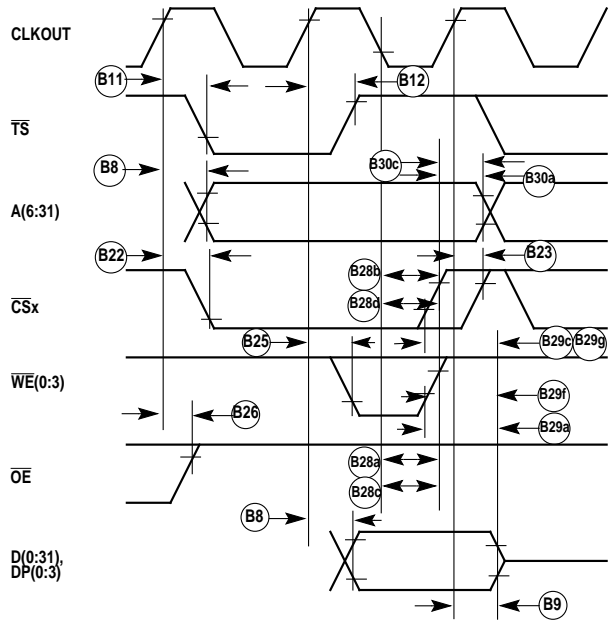 CLKOUT
B11
B12
TS
B30c
B8
B30a
A(6:31)
B22
B23
B28b
CSx
B28d
B25
B29c
B29g
WE(0:3)
B29f
B26
B29a
OE
B28a
B28c
B8
D(0:31),
DP(0:3)
B9